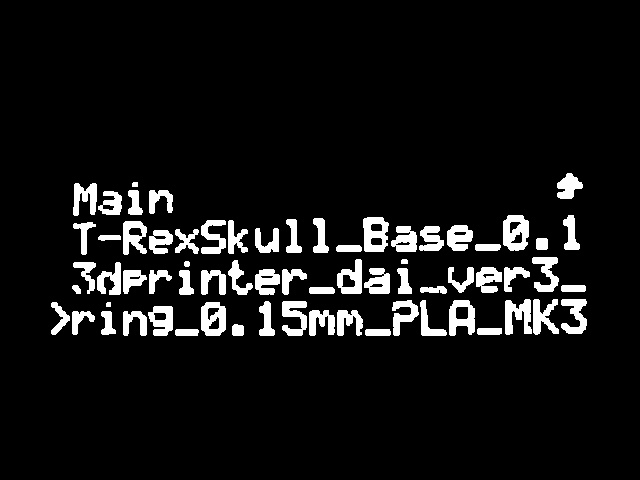 Main
T-RexSkull_Base_0.1
3dprinter_dai_ver3_
>ring_0.15mm_PLA_MK3